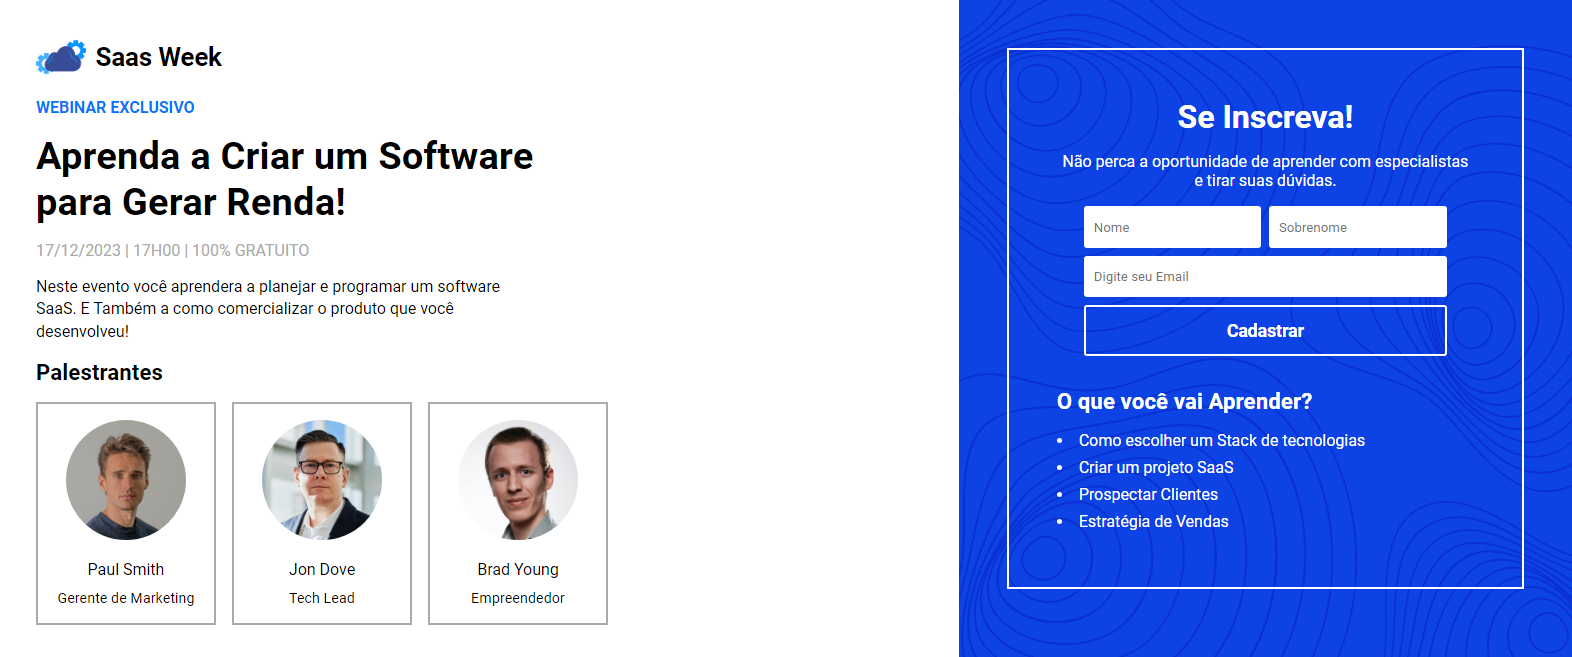 Saas Week
WEBINAR EXCLUSIVO
Aprenda a Criar um Software
para Gerar Renda!
17/12/2023 | 17H00 | 100% GRATUITO
Neste evento você aprendera a planejar e programar um software
SaaS. E Também a como comercializar o produto que você
desenvolveu!
Palestrantes
Paul Smith
Gerente de Marketing
Jon Dove
Tech Lead
Brad Young
Empreendedor
Se Inscreva!
Não perca a oportunidade de aprender com especialistas
e tirar suas dúvidas.
Nome
Sobrenome
Digite seu Email
Cadastrar
O que você vai Aprender?
• Como escolher um Stack de tecnologias
• Criar um projeto SaaS
• Prospectar Clientes
• Estratégia de Vendas